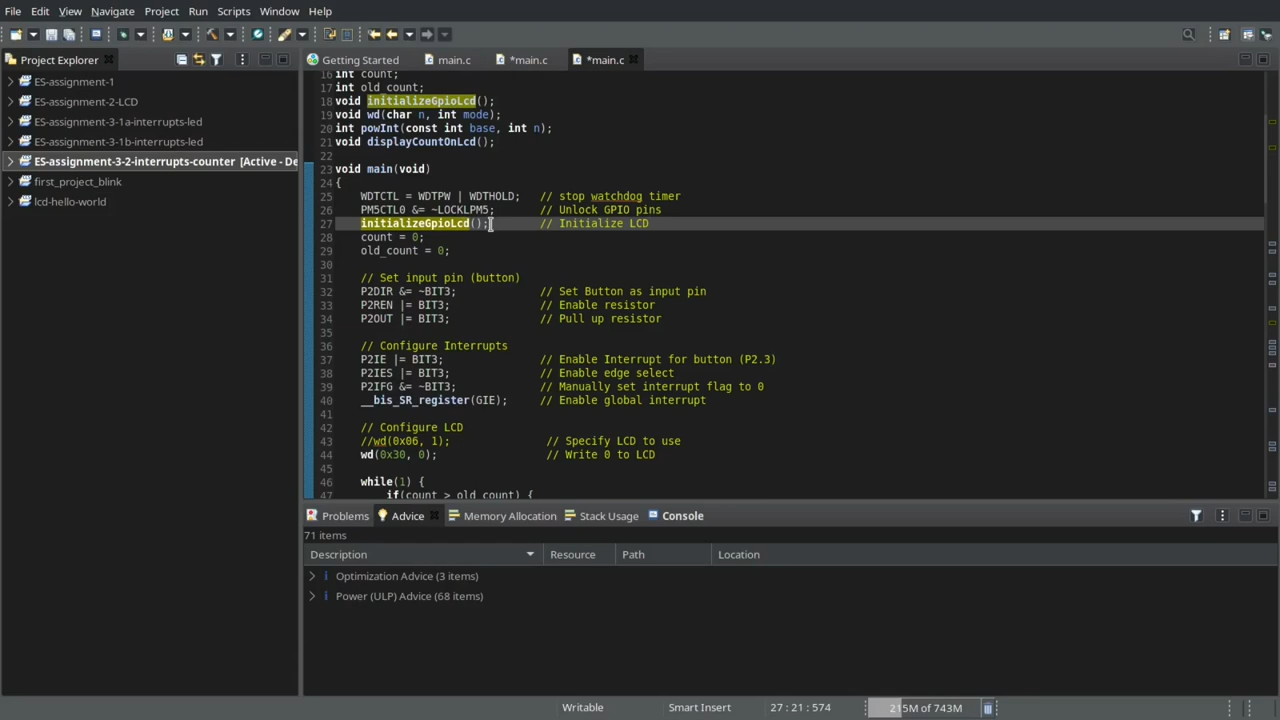 File Edit View Navigate Project Run Scripts Window Help
Project Explorer
Getting Started main.c *main.c *main.c
ES-assignment-1
ES-assignment-2-LCD
ES-assignment-3-1a-interrupts-led
ES-assignment-3-1b-interrupts-led
ES-assignment-3-2-interrupts-counter [Active - De
first_project_blink
lcd-hello-world
16 int count;
17 int old_count;
18 void initializeGpioLcd();
19 void wd(char n, int mode);
20 int powInt(const int base, int n);
21 void displayCountOnLcd();
22
23 void main(void)
24 {
25 WDTCTL = WDTPW | WDTHOLD; // stop watchdog timer
26 PM5CTL0 &= ~LOCKLPM5; // Unlock GPIO pins
27 initializeGpioLcd(); // Initialize LCD
28 count = 0;
29 old_count = 0;
30
31 // Set input pin (button)
32 P2DIR &= ~BIT3; // Set Button as input pin
33 P2REN |= BIT3; // Enable resistor
34 P2OUT |= BIT3; // Pull up resistor
35
36 // Configure Interrupts
37 P2IE |= BIT3; // Enable Interrupt for button (P2.3)
38 P2IES |= BIT3; // Enable edge select
39 P2IFG &= ~BIT3; // Manually set interrupt flag to 0
40 __bis_SR_register(GIE); // Enable global interrupt
41
42 // Configure LCD
43 //wd(0x06, 1); // Specify LCD to use
44 wd(0x30, 0); // Write 0 to LCD
45
46 while(1) {
47 if(count > old_count) {
Problems Advice Memory Allocation Stack Usage Console
71 items
Description Resource Path Location
Optimization Advice (3 items)
Power (ULP) Advice (68 items)
Writable Smart Insert 27 : 21 : 574 215M of 743M